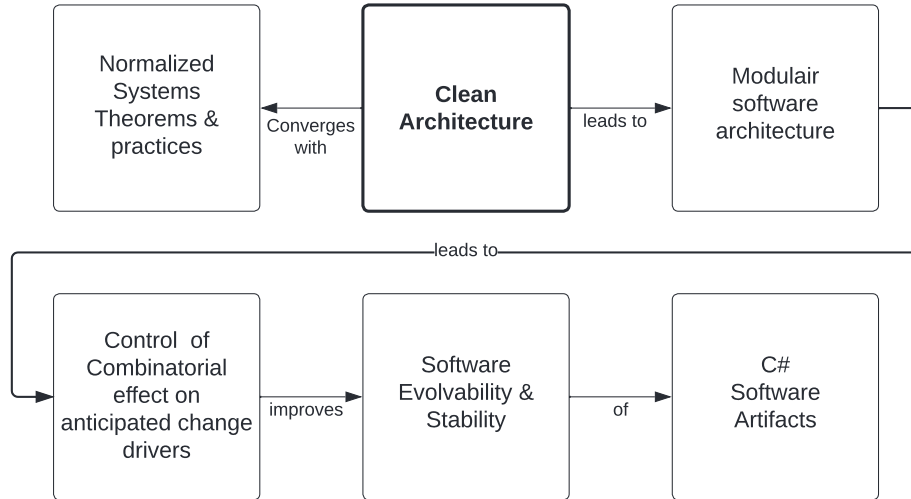 Normalized
Systems
Theorems &
practices
Converges
with
Clean
Architecture
leads to
Modulair
software
architecture
leads to
Control of
Combinatorial
effect on
anticipated change
drivers
improves
Software
Evolvability &
Stability
of
C#
Software
Artifacts